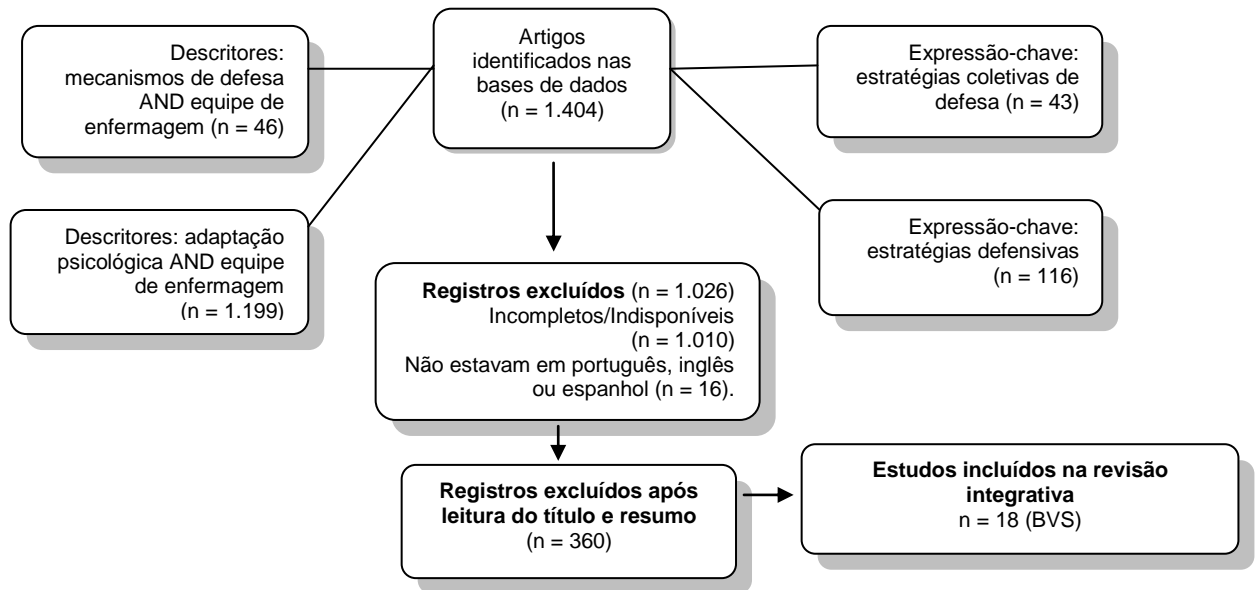 Descritores:
mecanismos de defesa
AND equipe de
enfermagem (n = 46)
Artigos
identificados nas
bases de dados
(n = 1.404)
Expressão-chave:
estratégias coletivas de
defesa (n = 43)
Descritores: adaptação
psicológica AND equipe
de enfermagem
(n = 1.199)
Expressão-chave:
estratégias defensivas
(n = 116)
Registros excluídos (n = 1.026)
Incompletos/Indisponíveis
(n = 1.010)
Não estavam em português, inglês
ou espanhol (n = 16).
Registros excluídos após
leitura do título e resumo
(n = 360)
Estudos incluídos na revisão
integrativa
n = 18 (BVS)